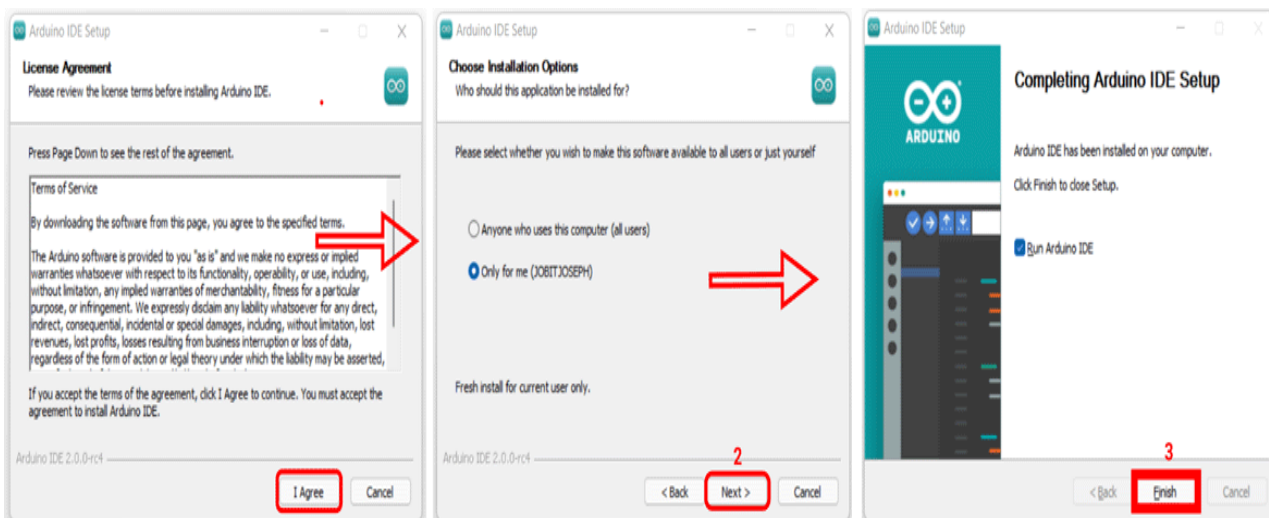 Arduino IDE Setup
License Agreement
Please review the license terms before installing Arduino IDE.
Press Page Down to see the rest of the agreement.
Terms of Service
By downloading the software from this page, you agree to the specified terms.
The Arduino software is provided to you "as is" and we make no express or implied
warranties whatsoever with respect to its functionality, operability, or use, including,
without limitation, any implied warranties of merchantability, fitness for a particular
purpose, or infringement. We expressly disclaim any liability whatsoever for any direct,
indirect, consequential, incidental or special damages, including, without limitation, lost
revenues, lost profits, losses resulting from business interruption or loss of data,
regardless of the form of action or legal theory under which the liability may be asserted,
If you accept the terms of the agreement, click I Agree to continue. You must accept the
agreement to install Arduino IDE.
Arduino IDE 2.0.0-rc4
I Agree
Cancel
Arduino IDE Setup
Choose Installation Options
Who should this application be installed for?
Please select whether you wish to make this software available to all users or just yourself
Anyone who uses this computer (all users)
Only for me (JOBITJOSEPH)
Fresh install for current user only.
Arduino IDE 2.0.0-rc4
2
< Back
Next >
Cancel
Arduino IDE Setup
ARDUINO
Completing Arduino IDE Setup
Arduino IDE has been installed on your computer.
Click Finish to close Setup.
Run Arduino IDE
3
< Back
Finish
Cancel